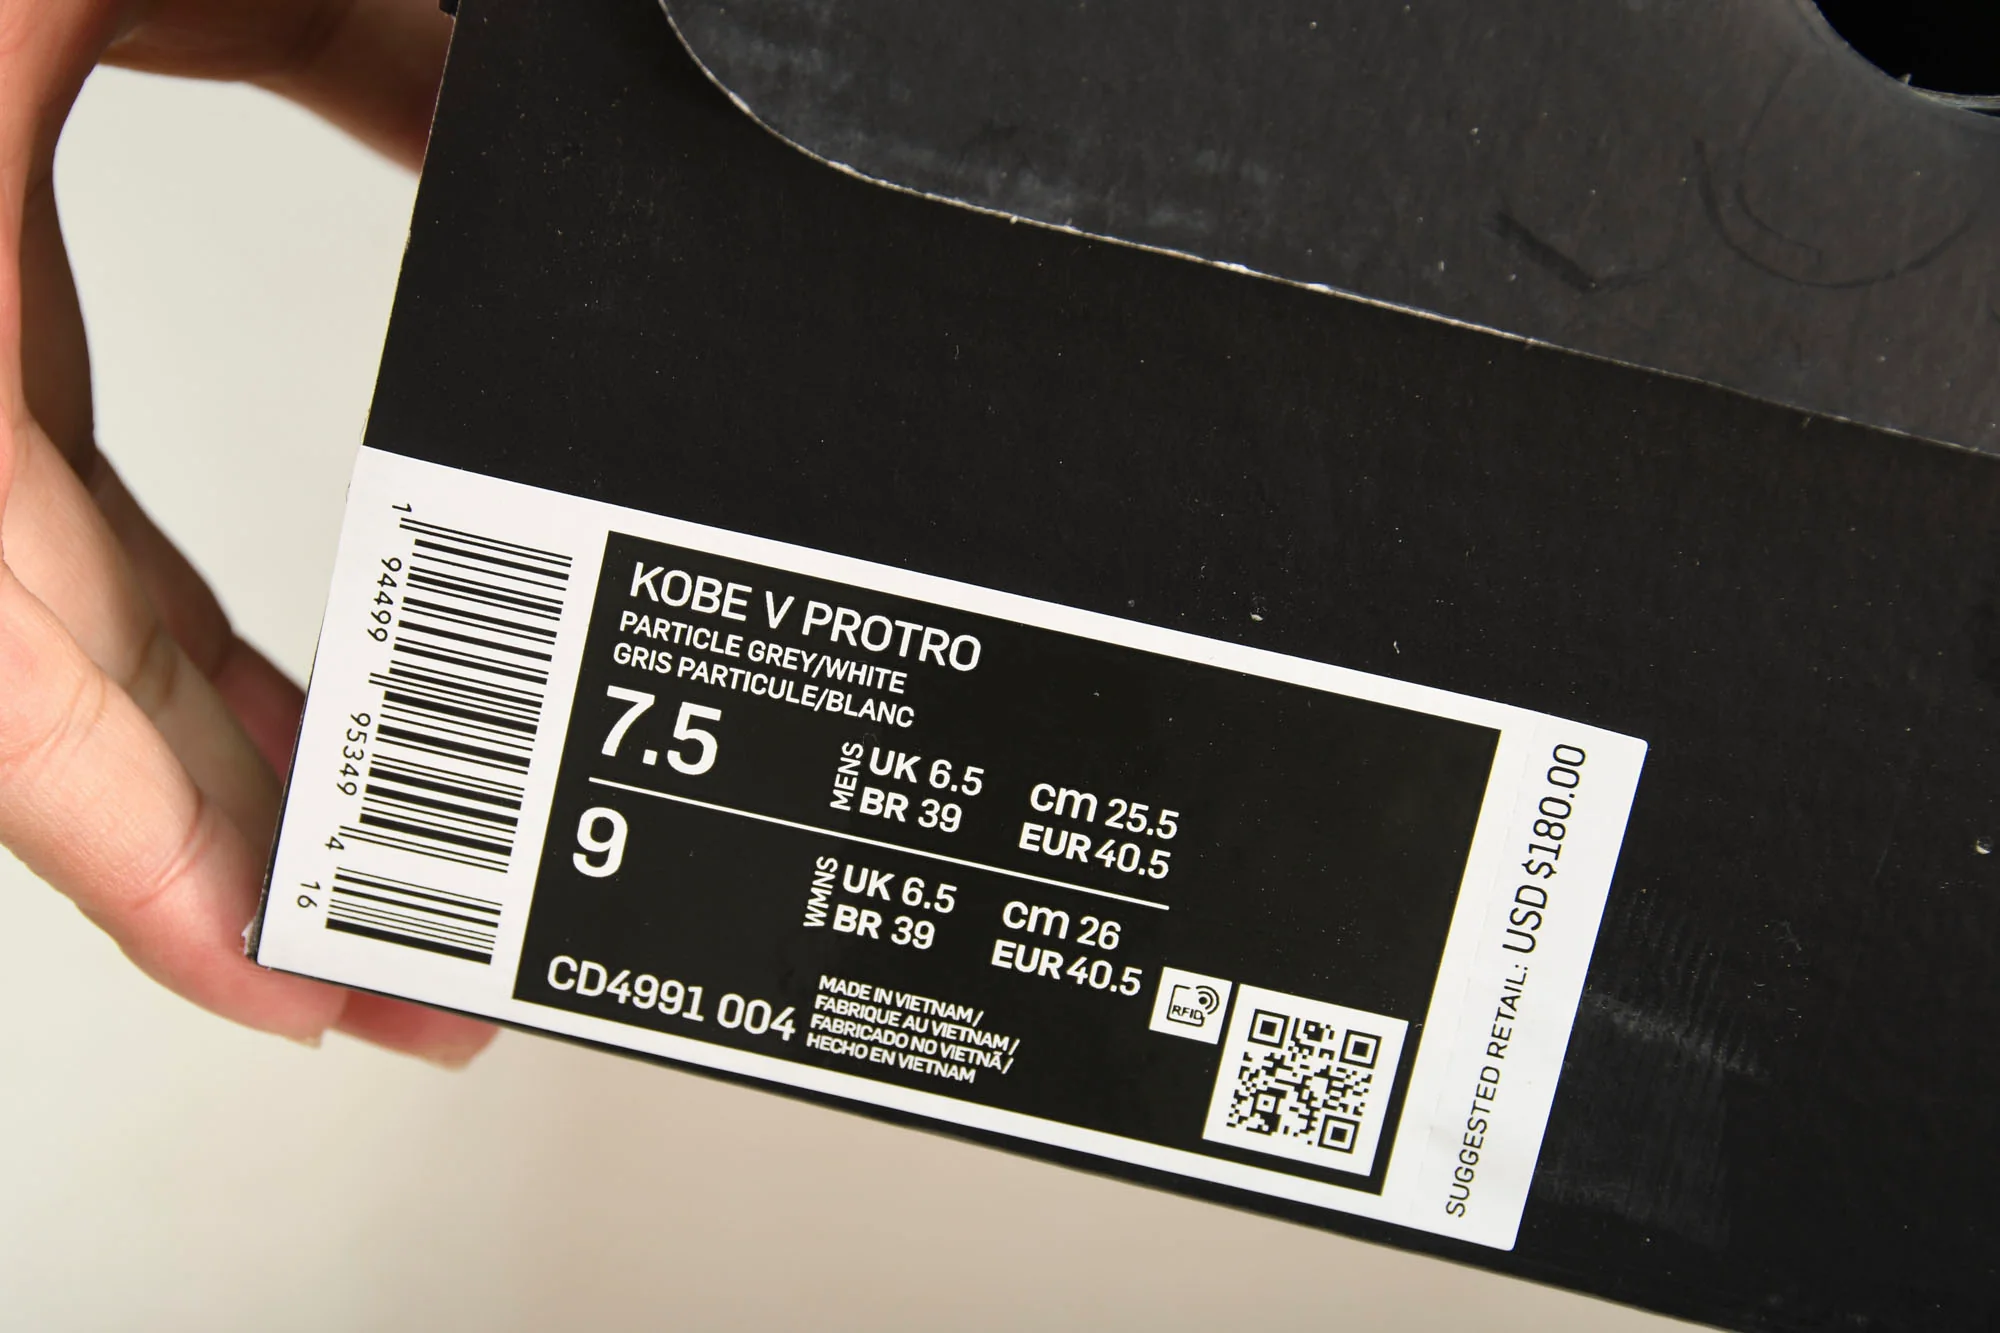 KOBE V PROTRO
PARTICLE GREY/WHITE
GRIS PARTICULE/BLANC
7.5
MENS
UK 6.5
BR 39
cm 25.5
EUR 40.5
9
WMNS
UK 6.5
BR 39
cm 26
EUR 40.5
CD4991 004
MADE IN VIETNAM/
FABRIQUE AU VIETNAM/
FABRICADO NO VIETNÃ/
HECHO EN VIETNAM
RFID
1 94499 95349 4
16
SUGGESTED RETAIL: USD $180.00